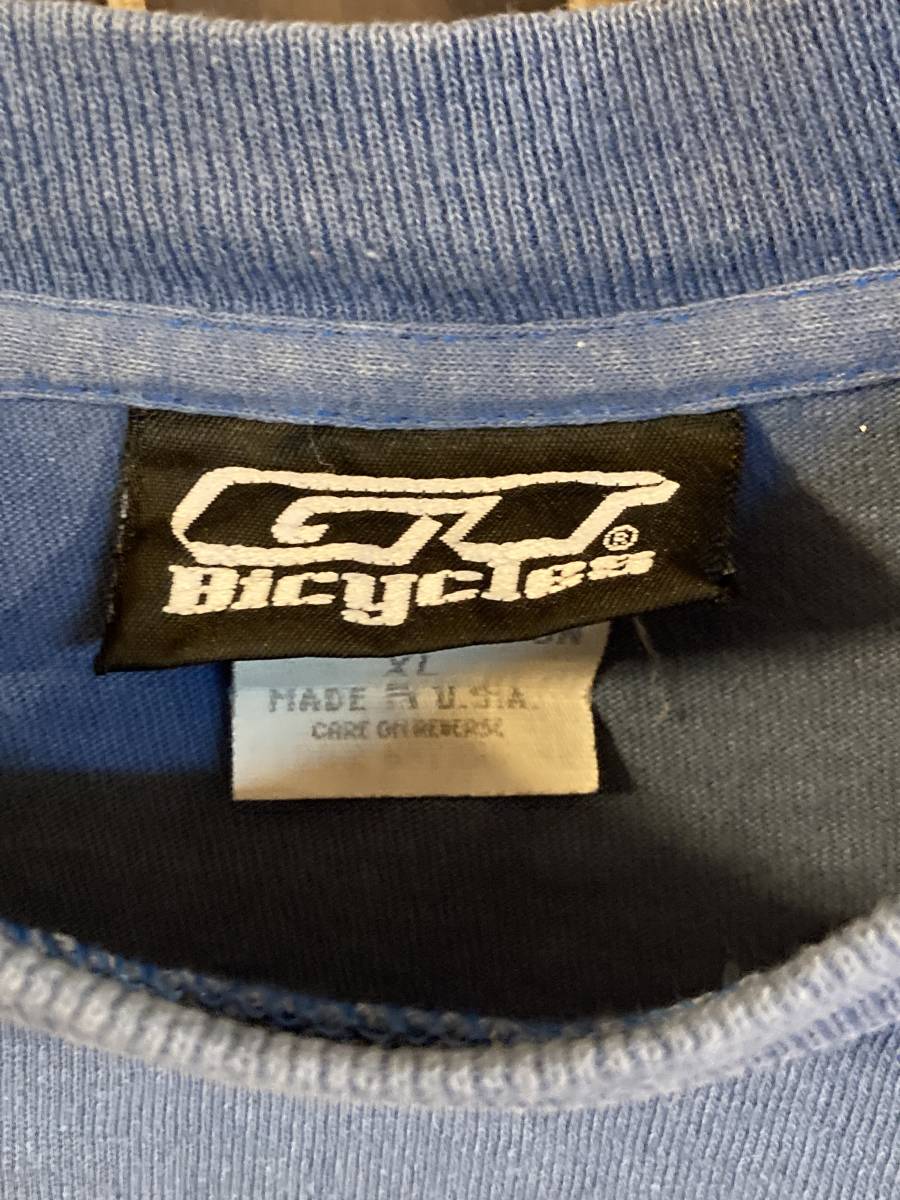 GT
®
Bicycles
XL
MADE IN U.S.A.
CARE ON REVERSE